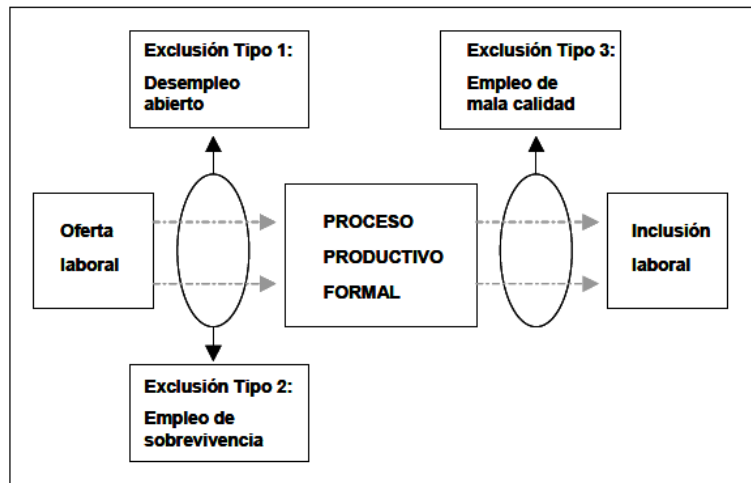 Exclusión Tipo 1:
Desempleo
abierto
Exclusión Tipo 3:
Empleo de
mala calidad
Oferta
laboral
PROCESO
PRODUCTIVO
FORMAL
Inclusión
laboral
Exclusión Tipo 2:
Empleo de
sobrevivencia